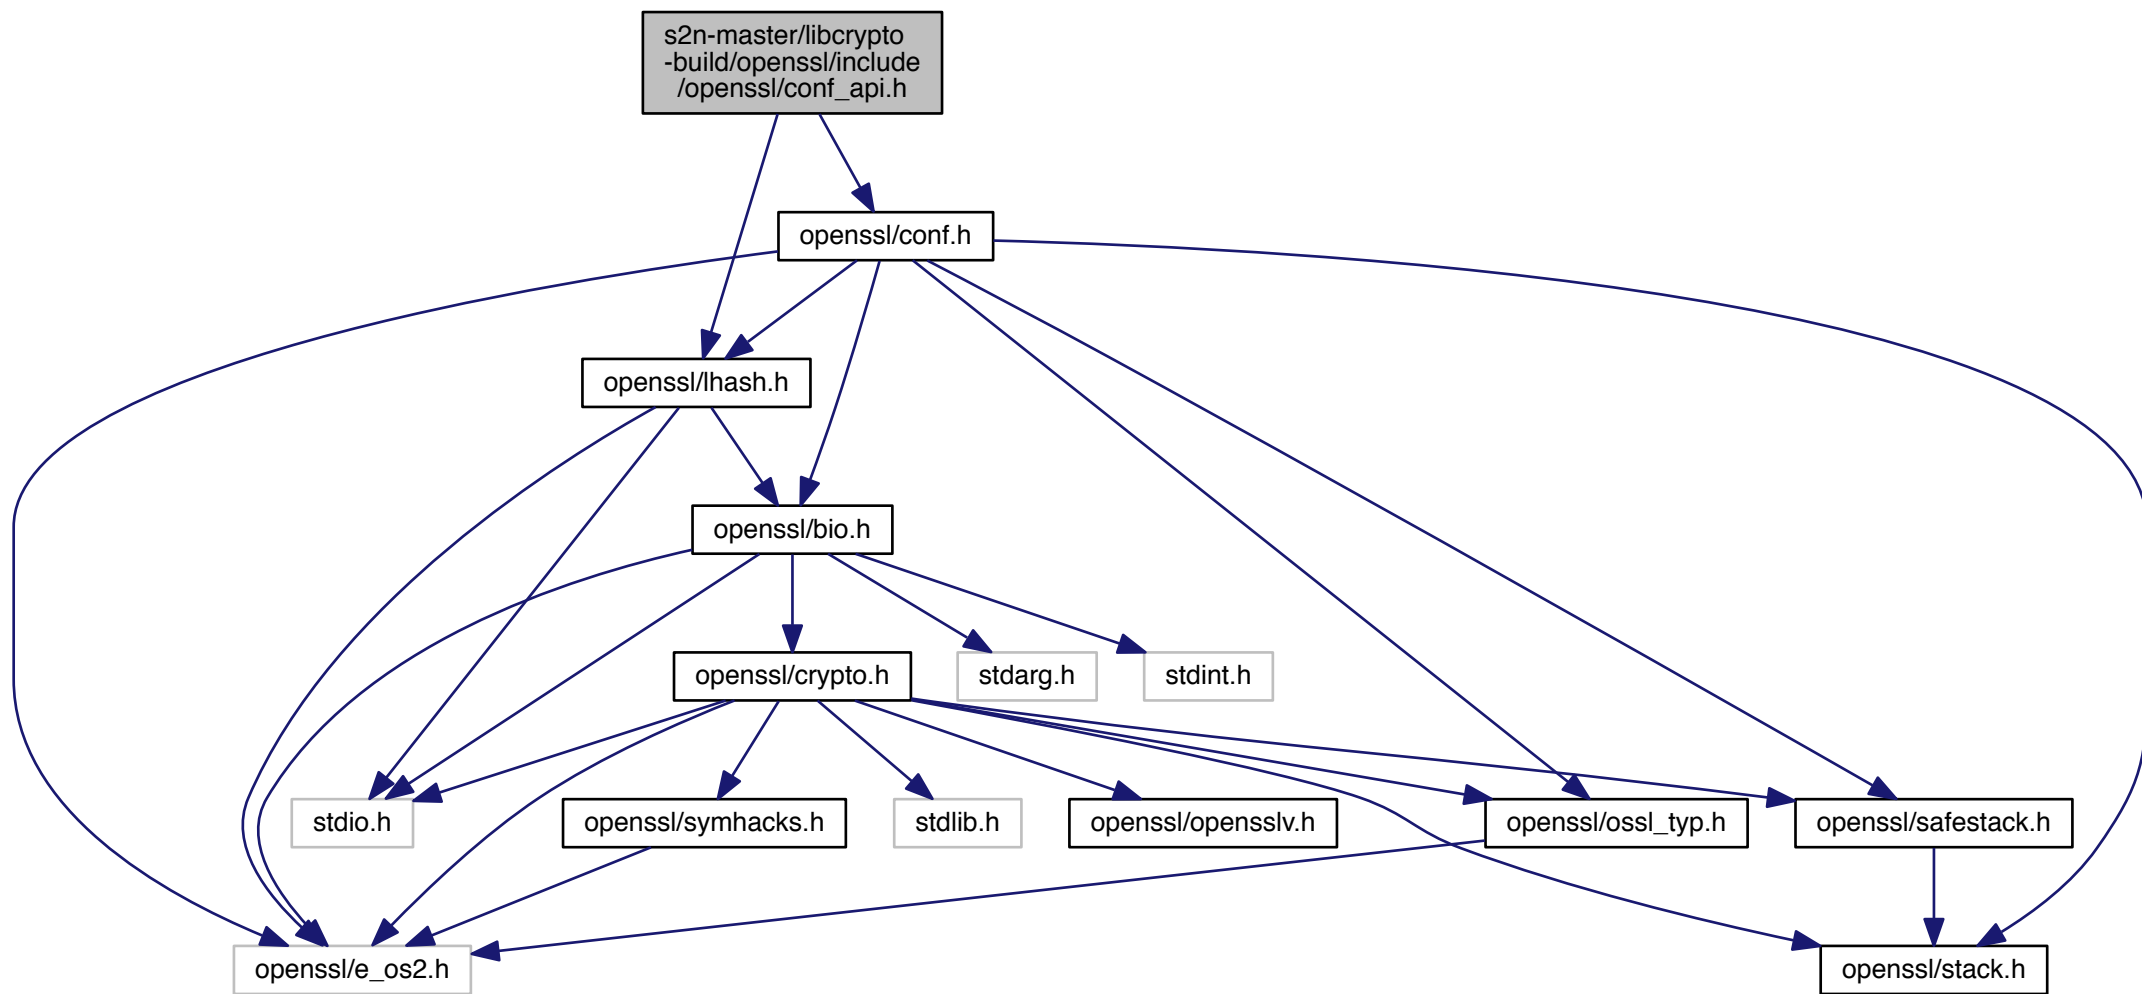 s2n-master/libcrypto
-build/openssl/include
/openssl/conf_api.h
openssl/conf.h
openssl/lhash.h
openssl/bio.h
openssl/crypto.h
stdarg.h
stdint.h
stdio.h
openssl/symhacks.h
stdlib.h
openssl/opensslv.h
openssl/ossl_typ.h
openssl/safestack.h
openssl/e_os2.h
openssl/stack.h